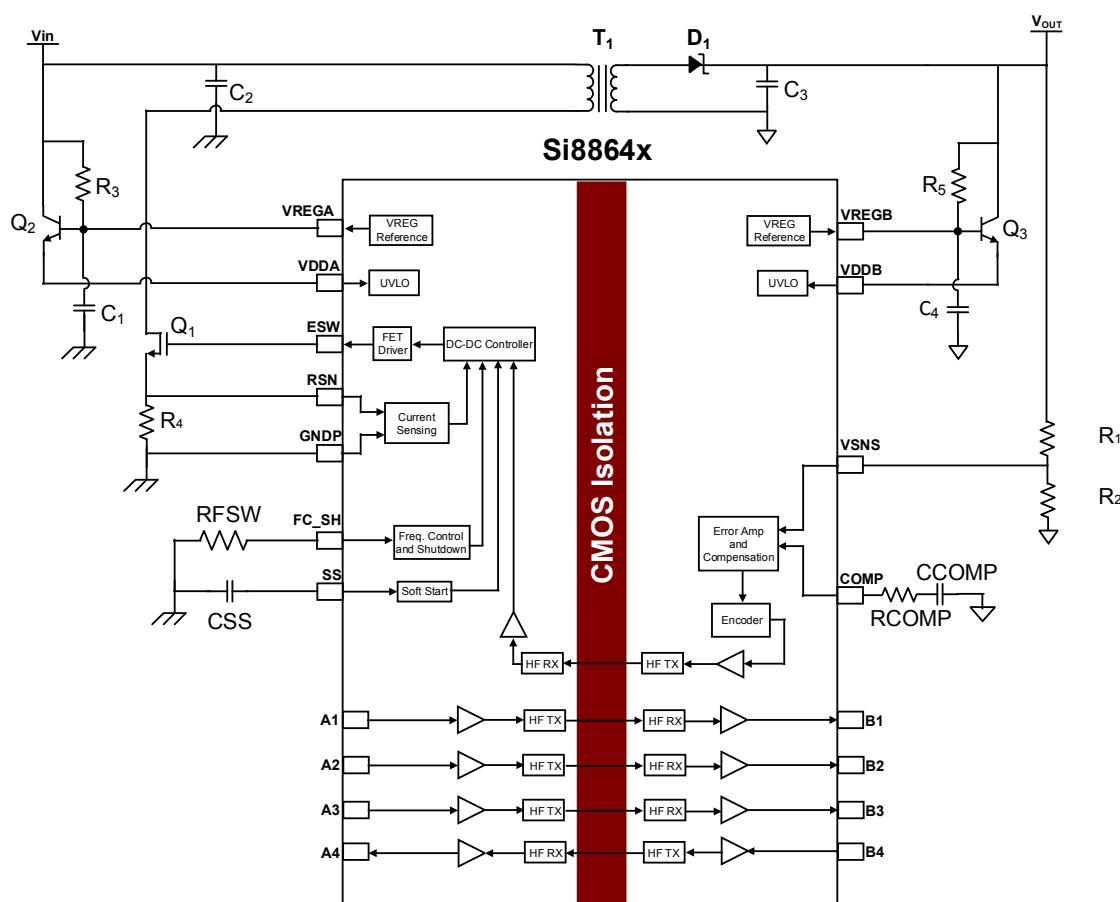 Vin
T1
D1
VOUT
C2
C3
Si8864x
R3
R5
Q2
VREGA
VREG Reference
VREG Reference
VREGB
Q3
VDDA
UVLO
UVLO
VDDB
C1
C4
Q1
ESW
FET Driver
DC-DC Controller
RSN
R4
Current Sensing
GNDP
R1
VSNS
CMOS Isolation
R2
RFSW
FC_SH
Freq. Control and Shutdown
Error Amp and Compensation
SS
Soft Start
COMP
CCOMP
CSS
RCOMP
Encoder
HF RX
HF TX
A1
HF TX
HF RX
B1
A2
HF TX
HF RX
B2
A3
HF TX
HF RX
B3
A4
HF RX
HF TX
B4